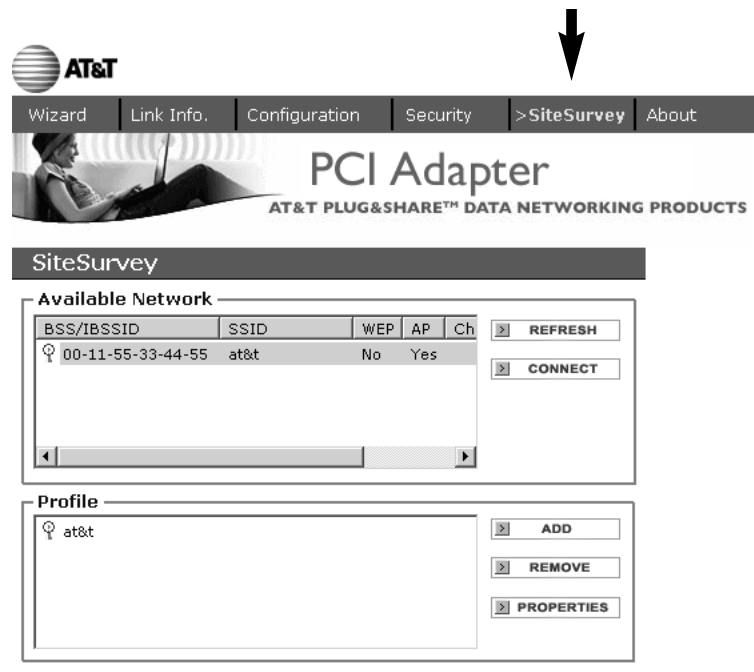 AT&T
Wizard Link Info. Configuration Security >SiteSurvey About
PCI Adapter
AT&T PLUG&SHARE™ DATA NETWORKING PRODUCTS
SiteSurvey
Available Network
BSS/IBSSID SSID WEP AP Ch
00-11-55-33-44-55 at&t No Yes
REFRESH
CONNECT
Profile
at&t
ADD
REMOVE
PROPERTIES